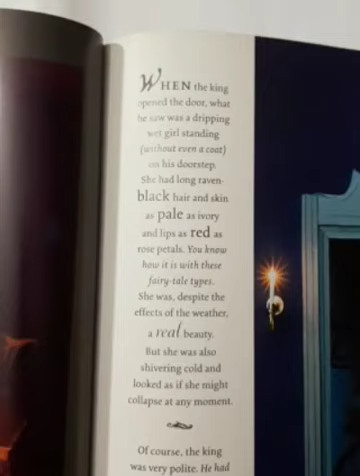 WHEN the king
opened the door, what
he saw was a dripping
wet girl standing
(without even a coat)
on his doorstep.
She had long raven-
black hair and skin
as pale as ivory
and lips as red as
rose petals. You know
how it is with these
fairy-tale types.
She was, despite the
effects of the weather,
a real beauty.
But she was also
shivering cold and
looked as if she might
collapse at any moment.
Of course, the king
was very polite. He had